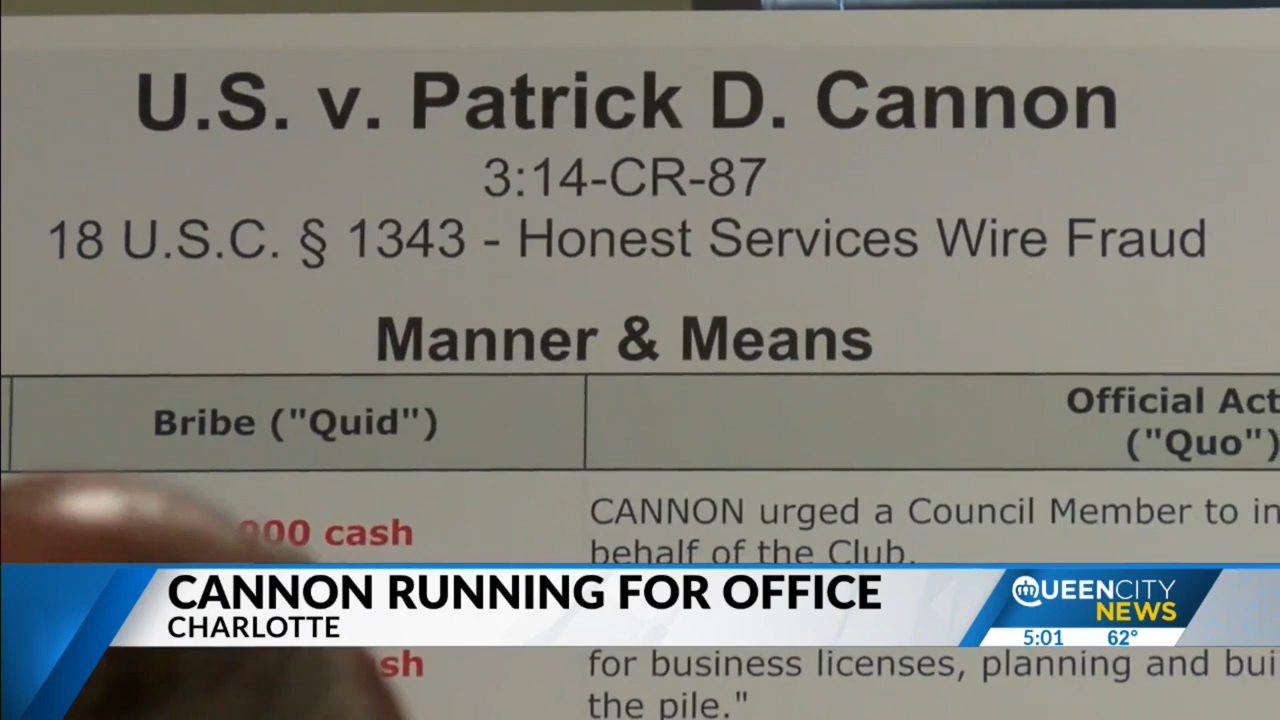 U.S. v. Patrick D. Cannon
3:14-CR-87
18 U.S.C. § 1343 - Honest Services Wire Fraud
Manner & Means
Bribe ("Quid")
Official Act
("Quo")
000 cash
CANNON urged a Council Member to in
behalf of the Club.
CANNON RUNNING FOR OFFICE
CHARLOTTE
QUEEN CITY
NEWS
5:01 62°
sh
for business licenses, planning and bui
the pile."